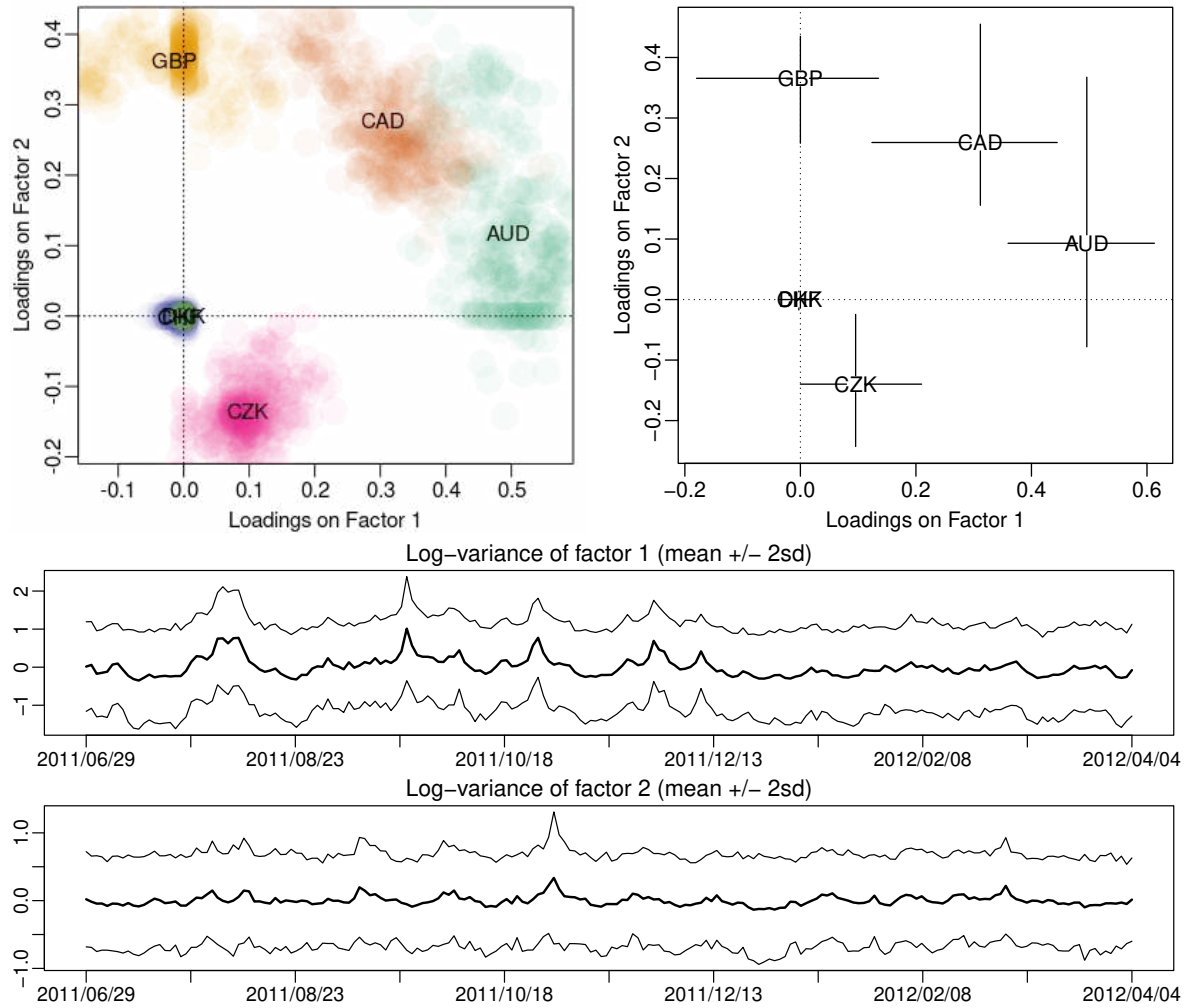 0.4
0.3
0.2
0.1
0.0
-0.1
-0.2
Loadings on Factor 2
GBP
CAD
AUD
CZK
-0.1 0.0 0.1 0.2 0.3 0.4 0.5
Loadings on Factor 1
0.4
0.3
0.2
0.1
0.0
−0.1
−0.2
Loadings on Factor 2
GBP
CAD
AUD
CZK
−0.2 0.0 0.2 0.4 0.6
Loadings on Factor 1
Log−variance of factor 1 (mean +/− 2sd)
2
1
0
−1
2011/06/29 2011/08/23 2011/10/18 2011/12/13 2012/02/08 2012/04/04
Log−variance of factor 2 (mean +/− 2sd)
1.0
0.0
−1.0
2011/06/29 2011/08/23 2011/10/18 2011/12/13 2012/02/08 2012/04/04